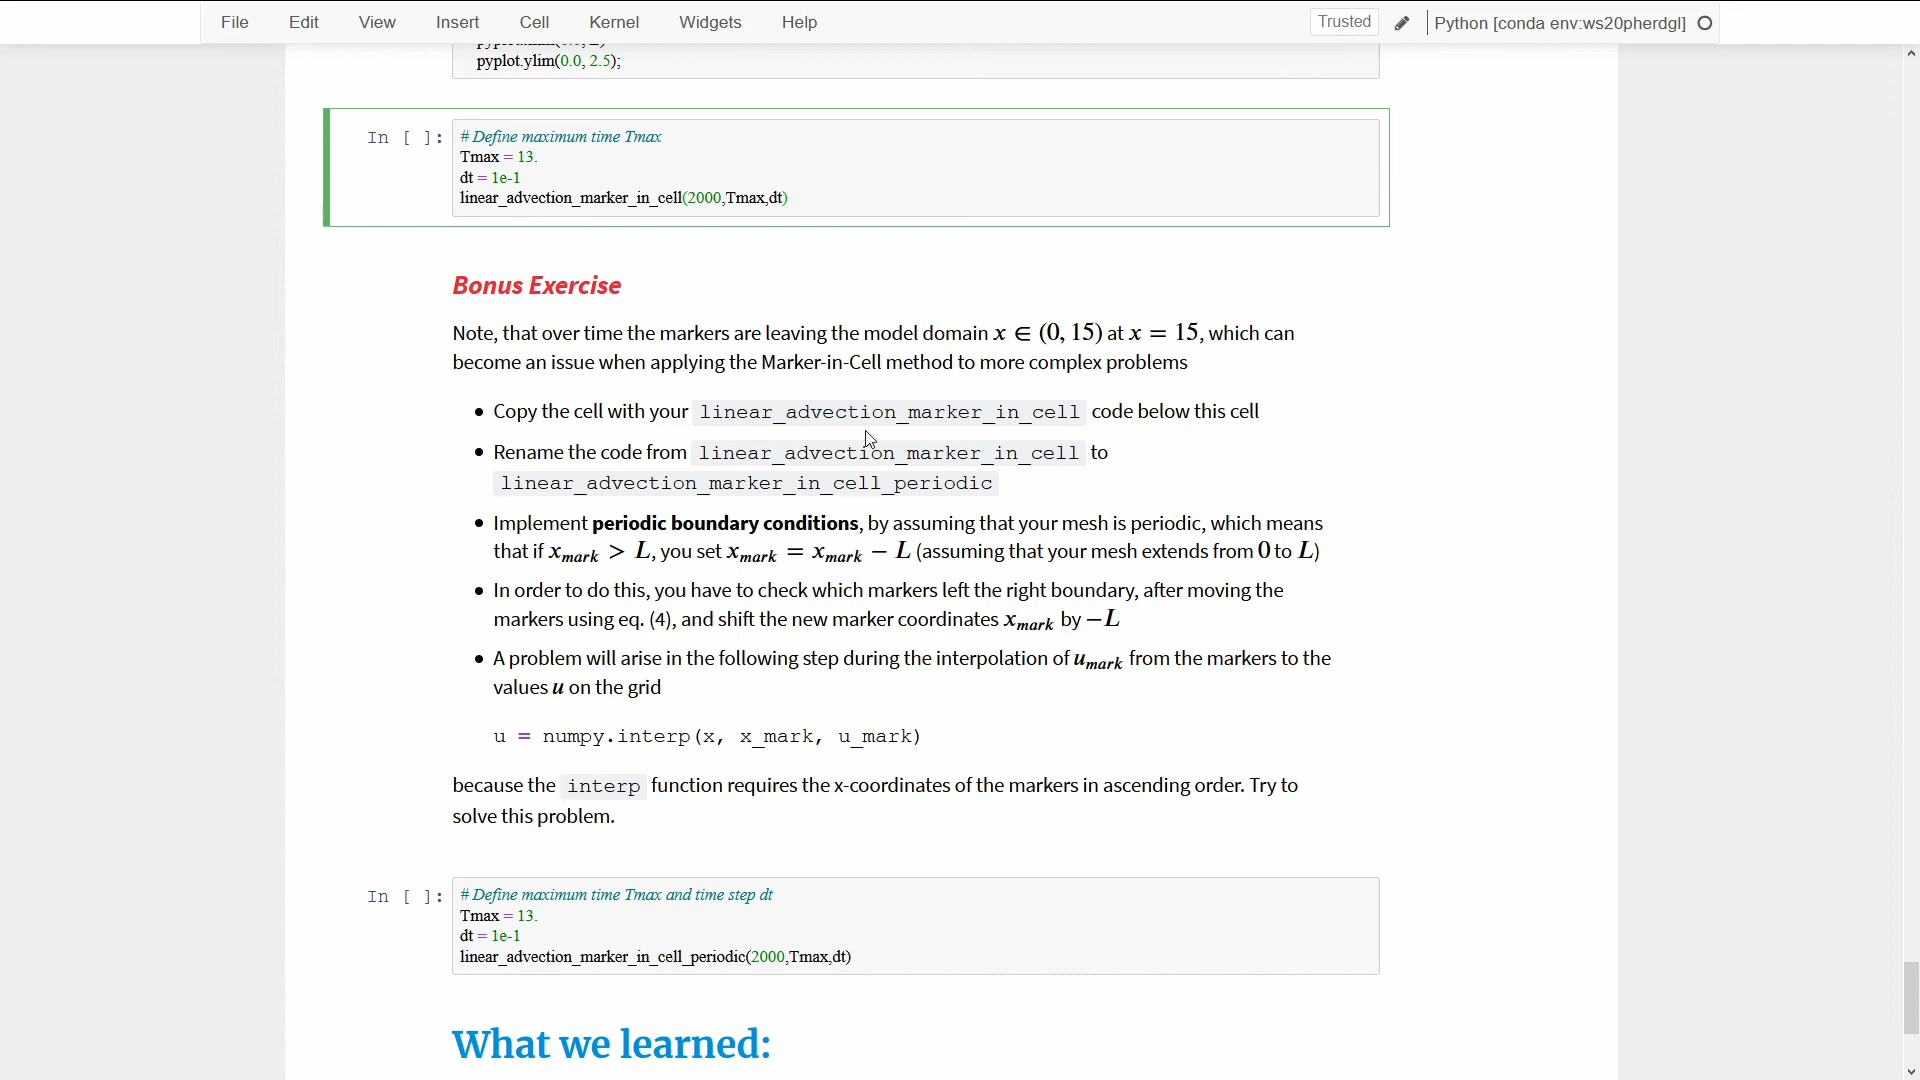 File Edit View Insert Cell Kernel Widgets Help Trusted Python [conda env:ws20pherdgl]
pyplot.ylim(0.0, 2.5);
In [ ]: # Define maximum time Tmax
Tmax = 13.
dt = 1e-1
linear_advection_marker_in_cell(2000,Tmax,dt)
Bonus Exercise
Note, that over time the markers are leaving the model domain x ∈ (0, 15) at x = 15, which can
become an issue when applying the Marker-in-Cell method to more complex problems
• Copy the cell with your linear_advection_marker_in_cell code below this cell
• Rename the code from linear_advection_marker_in_cell to
linear_advection_marker_in_cell_periodic
• Implement periodic boundary conditions, by assuming that your mesh is periodic, which means
that if x_mark > L, you set x_mark = x_mark − L (assuming that your mesh extends from 0 to L)
• In order to do this, you have to check which markers left the right boundary, after moving the
markers using eq. (4), and shift the new marker coordinates x_mark by −L
• A problem will arise in the following step during the interpolation of u_mark from the markers to the
values u on the grid
u = numpy.interp(x, x_mark, u_mark)
because the interp function requires the x-coordinates of the markers in ascending order. Try to
solve this problem.
In [ ]: # Define maximum time Tmax and time step dt
Tmax = 13.
dt = 1e-1
linear_advection_marker_in_cell_periodic(2000,Tmax,dt)
What we learned: